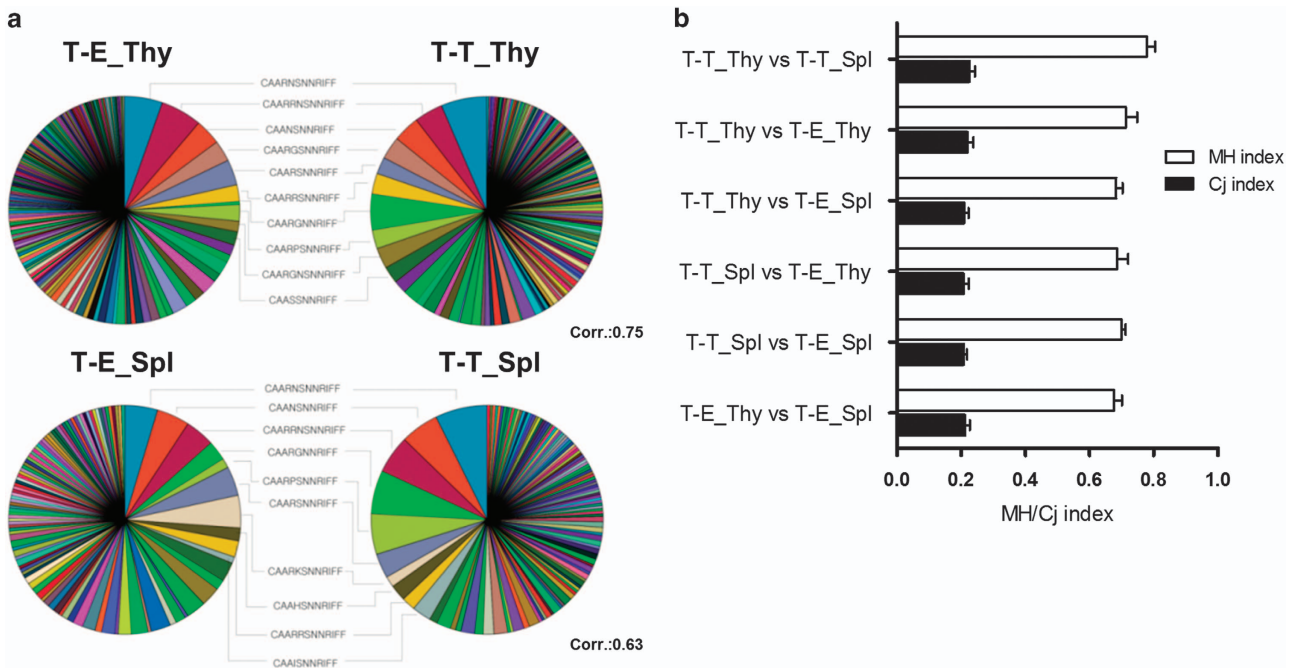 a
T-E_Thy
T-T_Thy
CAARNSNNRIFF
CAARRNSNNRIFF
CAANSNNRIFF
CAARGSNNRIFF
CAARSNNRIFF
CAARRSNNRIFF
CAARGNNRIFF
CAARPSNNRIFF
CAARGNSNNRIFF
CAASSNNRIFF
Corr.:0.75
T-E_Spl
T-T_Spl
CAARNSNNRIFF
CAANSNNRIFF
CAARRNSNNRIFF
CAARGNNRIFF
CAARPSNNRIFF
CAARSNNRIFF
CAARKSNNRIFF
CAAHSNNRIFF
CAARRSNNRIFF
CAAISNNRIFF
Corr.:0.63
b
T-T_Thy vs T-T_Spl
T-T_Thy vs T-E_Thy
T-T_Thy vs T-E_Spl
T-T_Spl vs T-E_Thy
T-T_Spl vs T-E_Spl
T-E_Thy vs T-E_Spl
MH index
Cj index
0.0 0.2 0.4 0.6 0.8 1.0
MH/Cj index